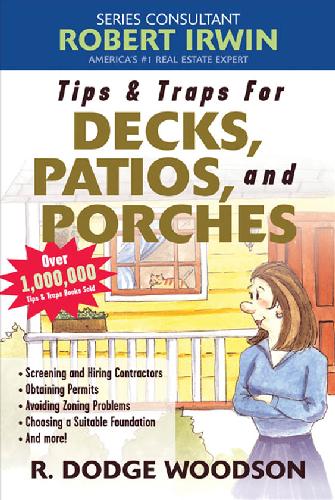 SERIES CONSULTANT
ROBERT IRWIN
AMERICA'S #1 REAL ESTATE EXPERT
Tips & Traps For
DECKS,
PATIOS, and
PORCHES
Over
1,000,000
Tips & Traps Books Sold
• Screening and Hiring Contractors
• Obtaining Permits
• Avoiding Zoning Problems
• Choosing a Suitable Foundation
• And more!
R. DODGE WOODSON